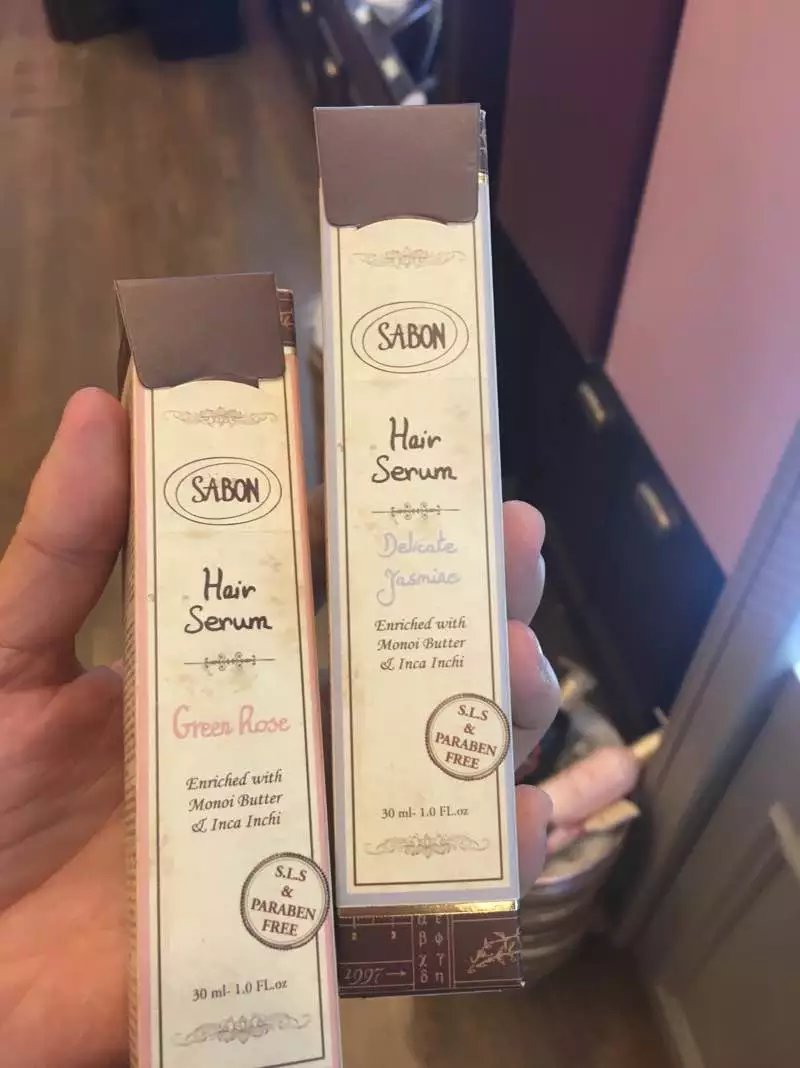 SABON
Hair
Serum
Green Rose
Enriched with
Monoi Butter
& Inca Inchi
S.L.S
&
PARABEN
FREE
30 ml- 1.0 FL.oz
SABON
Hair
Serum
Delicate
Jasmine
Enriched with
Monoi Butter
& Inca Inchi
S.L.S
&
PARABEN
FREE
30 ml- 1.0 FL.oz
α ε
β φ
χ γ
1997 → δ η